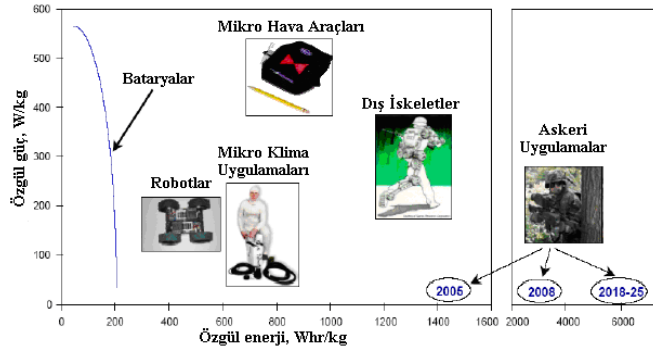 600
500
400
300
200
100
0
Özgül güç, W/kg
Mikro Hava Araçları
Bataryalar
Dış İskeletler
Askeri
Uygulamalar
Mikro Klima
Uygulamaları
Robotlar
2005
2008
2018-25
0
200
400
600
800
1000
1200
1400
1600
2000
4000
6000
Özgül enerji, Whr/kg